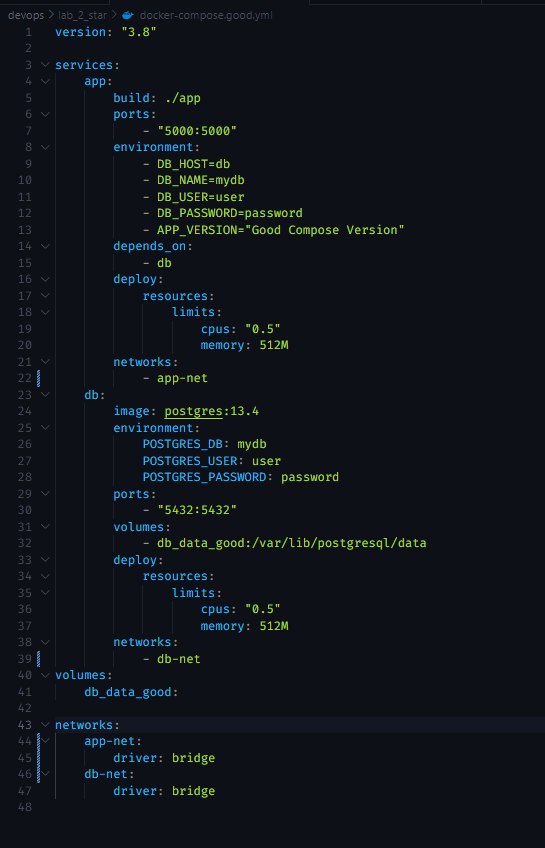 devops > lab_2_star > docker-compose.good.yml
1 version: "3.8"
2
3 services:
4     app:
5         build: ./app
6         ports:
7             - "5000:5000"
8         environment:
9             - DB_HOST=db
10             - DB_NAME=mydb
11             - DB_USER=user
12             - DB_PASSWORD=password
13             - APP_VERSION="Good Compose Version"
14         depends_on:
15             - db
16         deploy:
17             resources:
18                 limits:
19                     cpus: "0.5"
20                     memory: 512M
21         networks:
22             - app-net
23     db:
24         image: postgres:13.4
25         environment:
26             POSTGRES_DB: mydb
27             POSTGRES_USER: user
28             POSTGRES_PASSWORD: password
29         ports:
30             - "5432:5432"
31         volumes:
32             - db_data_good:/var/lib/postgresql/data
33         deploy:
34             resources:
35                 limits:
36                     cpus: "0.5"
37                     memory: 512M
38         networks:
39             - db-net
40 volumes:
41     db_data_good:
42
43 networks:
44     app-net:
45         driver: bridge
46     db-net:
47         driver: bridge
48